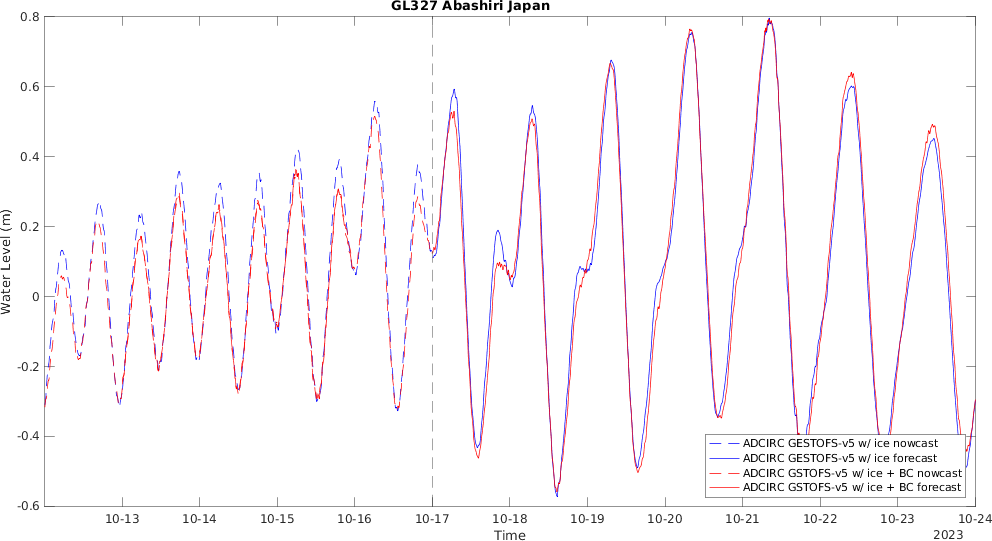 GL327 Abashiri Japan
Water Level (m)
0.8
0.6
0.4
0.2
0
-0.2
-0.4
-0.6
ADCIRC GESTOFS-v5 w/ ice nowcast
ADCIRC GESTOFS-v5 w/ ice forecast
ADCIRC GSTOFS-v5 w/ ice + BC nowcast
ADCIRC GSTOFS-v5 w/ ice + BC forecast
10-13 10-14 10-15 10-16 10-17 10-18 10-19 10-20 10-21 10-22 10-23 10-24
Time
2023